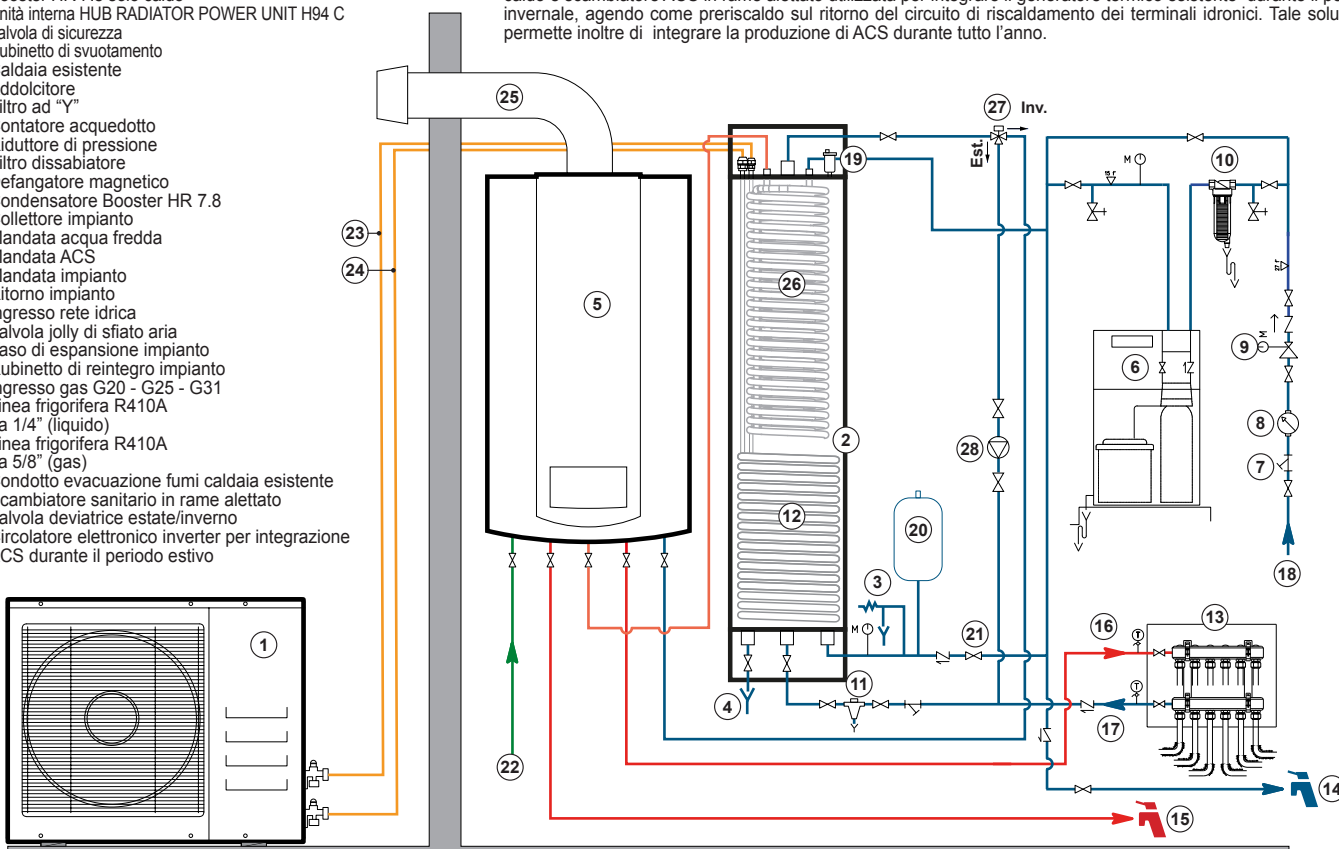 nità interna HUB RADIATOR POWER UNIT H94 C
alvola di sicurezza
ubinetto di svuotamento
aldaia esistente
ddolcitore
iltro ad “Y”
ontatore acquedotto
iduttore di pressione
iltro dissabiatore
efangatore magnetico
ondensatore Booster HR 7.8
ollettore impianto
andata acqua fredda
andata ACS
andata impianto
itorno impianto
ngresso rete idrica
alvola jolly di sfiato aria
aso di espansione impianto
ubinetto di reintegro impianto
ngresso gas G20 - G25 - G31
inea frigorifera R410A
a 1/4” (liquido)
inea frigorifera R410A
a 5/8” (gas)
ondotto evacuazione fumi caldaia esistente
cambiatore sanitario in rame alettato
alvola deviatrice estate/inverno
ircolatore elettronico inverter per integrazione
CS durante il periodo estivo
invernale, agendo come preriscaldo sul ritorno del circuito di riscaldamento dei terminali idronici. Tale solu
permette inoltre di integrare la produzione di ACS durante tutto l’anno.
25
27
Inv.
Est.
19
M
10
23
24
5
26
6
M
9
8
7
2
28
12
20
18
3
M
21
16
T
13
11
4
T
17
22
14
15
1